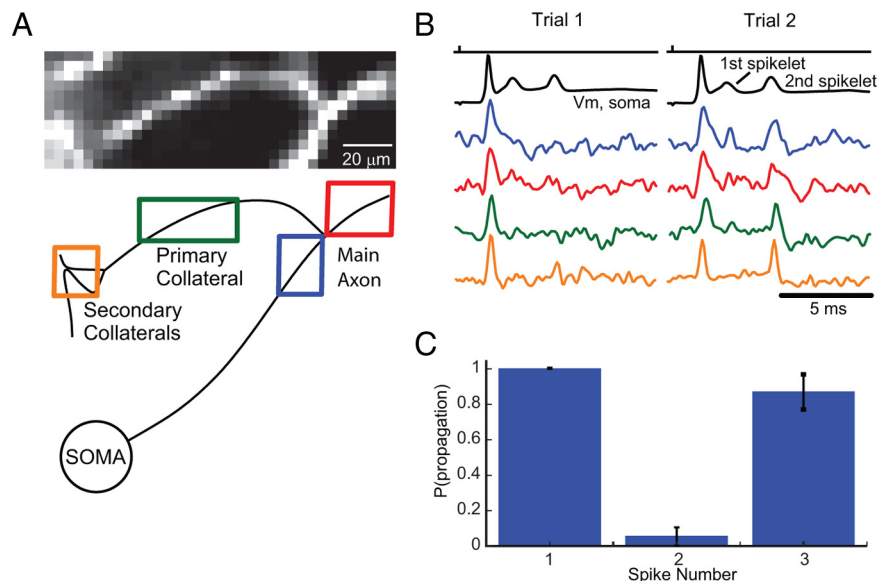 A
20 μm
Primary
Collateral
Main
Axon
Secondary
Collaterals
SOMA
B
Trial 1
Trial 2
1st spikelet
2nd spikelet
Vm, soma
5 ms
C
P(propagation)
1
0.8
0.6
0.4
0.2
0
1
2
3
Spike Number